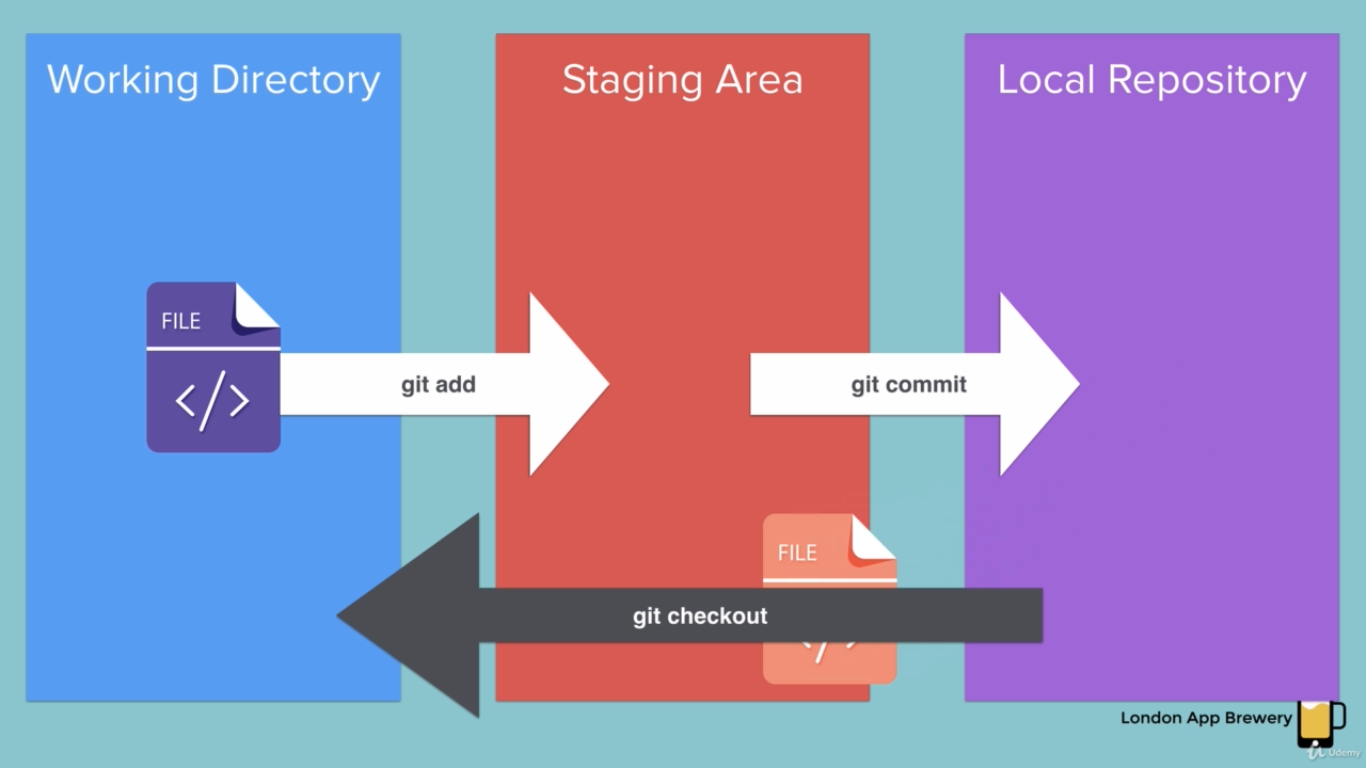 Working Directory
Staging Area
Local Repository
FILE
</>
git add
git commit
FILE
git checkout
</>
London App Brewery
Udemy